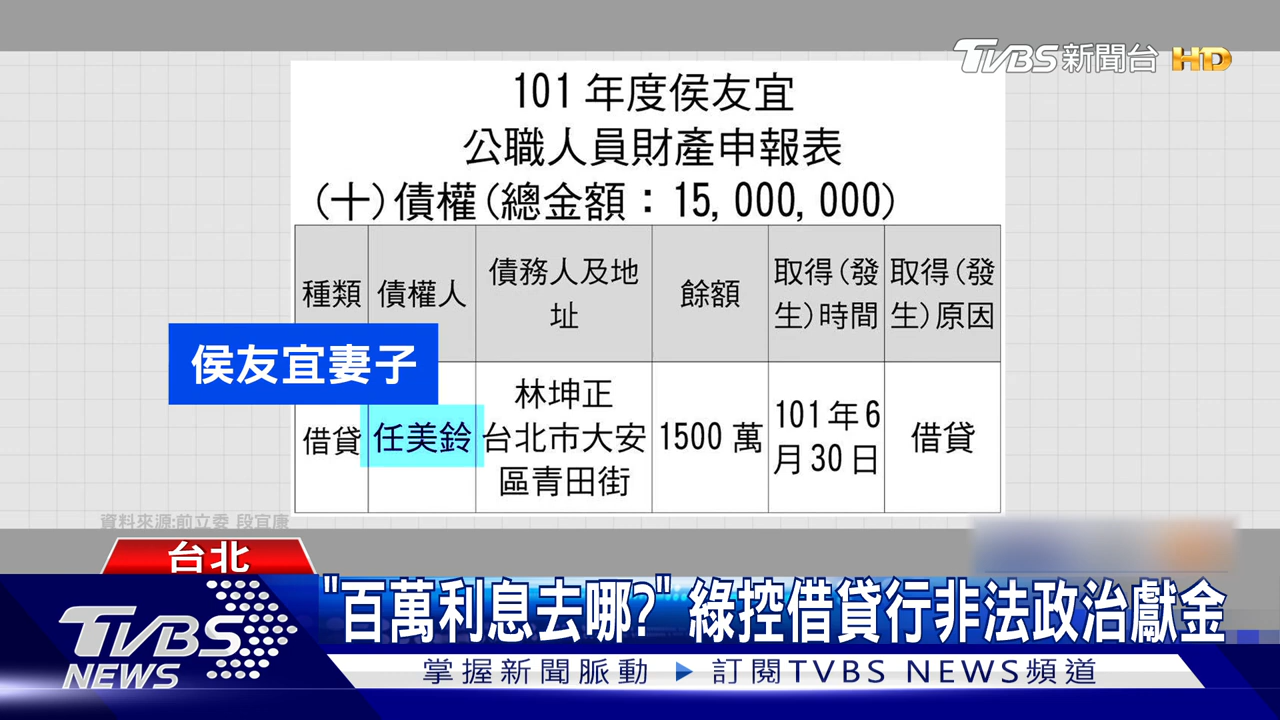 TVBS新聞台 HD
101 年度侯友宜
公職人員財產申報表
(十)債權(總金額：15, 000, 000)
種類 債權人 債務人及地址 餘額 取得(發生)時間 取得(發生)原因
侯友宜妻子
借貸 任美鈴 林坤正台北市大安區青田街 1500 萬 101 年 6 月 30 日 借貸
資料來源:前立委 段宜康
台北
"百萬利息去哪?" 綠控借貸行非法政治獻金
TVBS NEWS
掌握新聞脈動 ▶ 訂閱TVBS NEWS頻道